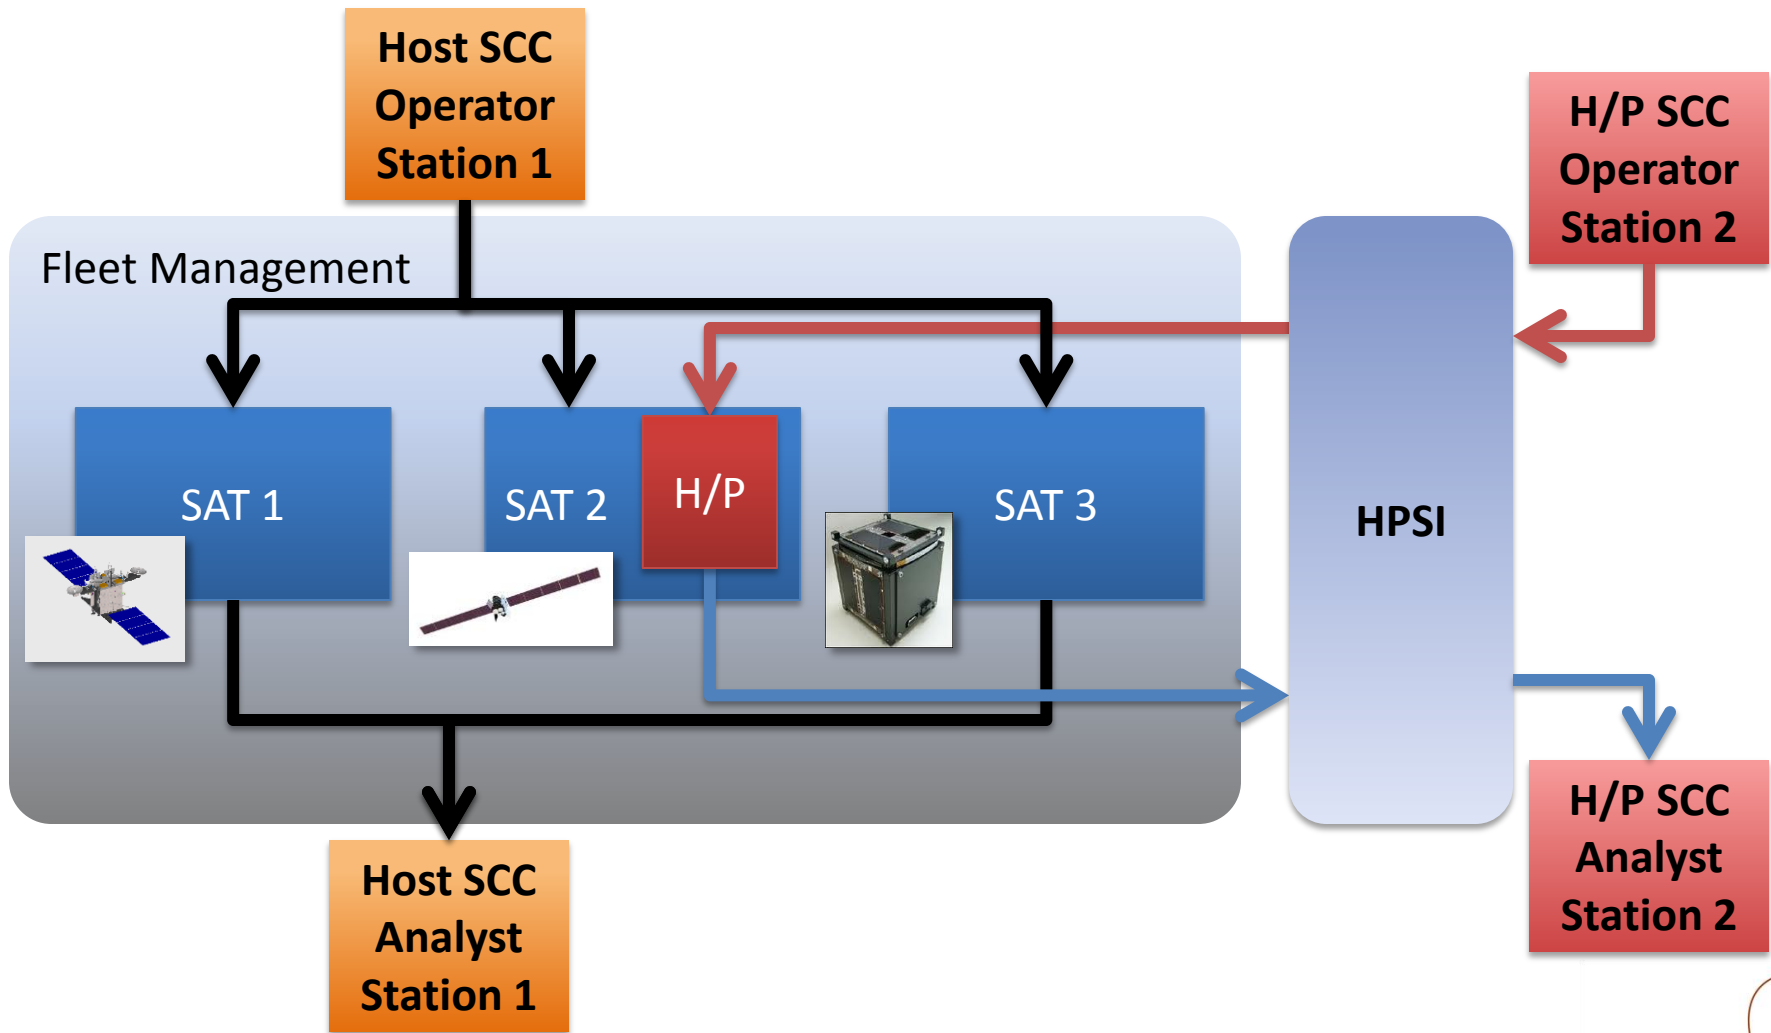 Host SCC
Operator
Station 1
H/P SCC
Operator
Station 2
Fleet Management
SAT 1
SAT 2
H/P
SAT 3
HPSI
Host SCC
Analyst
Station 1
H/P SCC
Analyst
Station 2